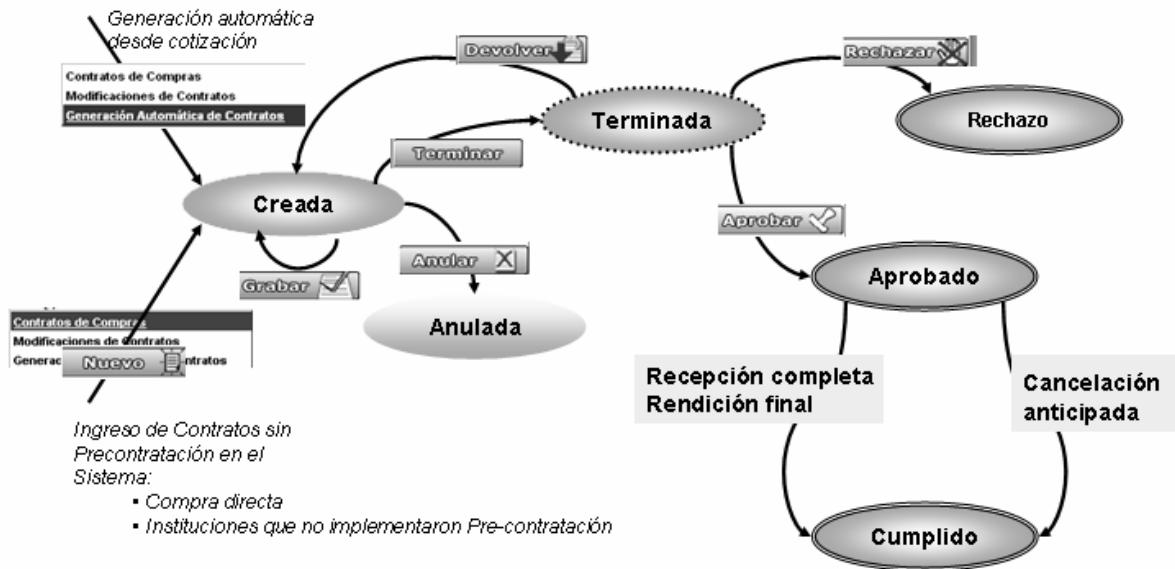 Generación automática
desde cotización
Contratos de Compras
Modificaciones de Contratos
Generación Automática de Contratos
Devolver
Rechazar
Terminada
Rechazo
Terminar
Creada
Aprobar
Grabar
Anular
Aprobado
Anulada
Contratos de Compras
Modificaciones de Contratos
Nuevo
Recepción completa
Rendición final
Cancelación
anticipada
Ingreso de Contratos sin
Precontratación en el
Sistema:
▪ Compra directa
▪ Instituciones que no implementaron Pre-contratación
Cumplido